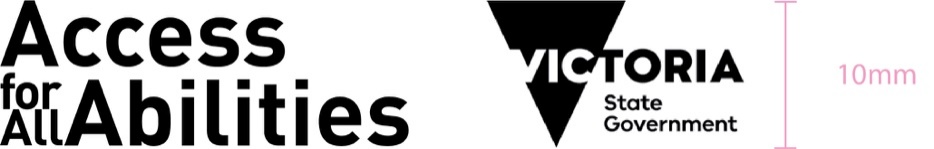 Access
for All Abilities
VICTORIA
State
Government
10mm